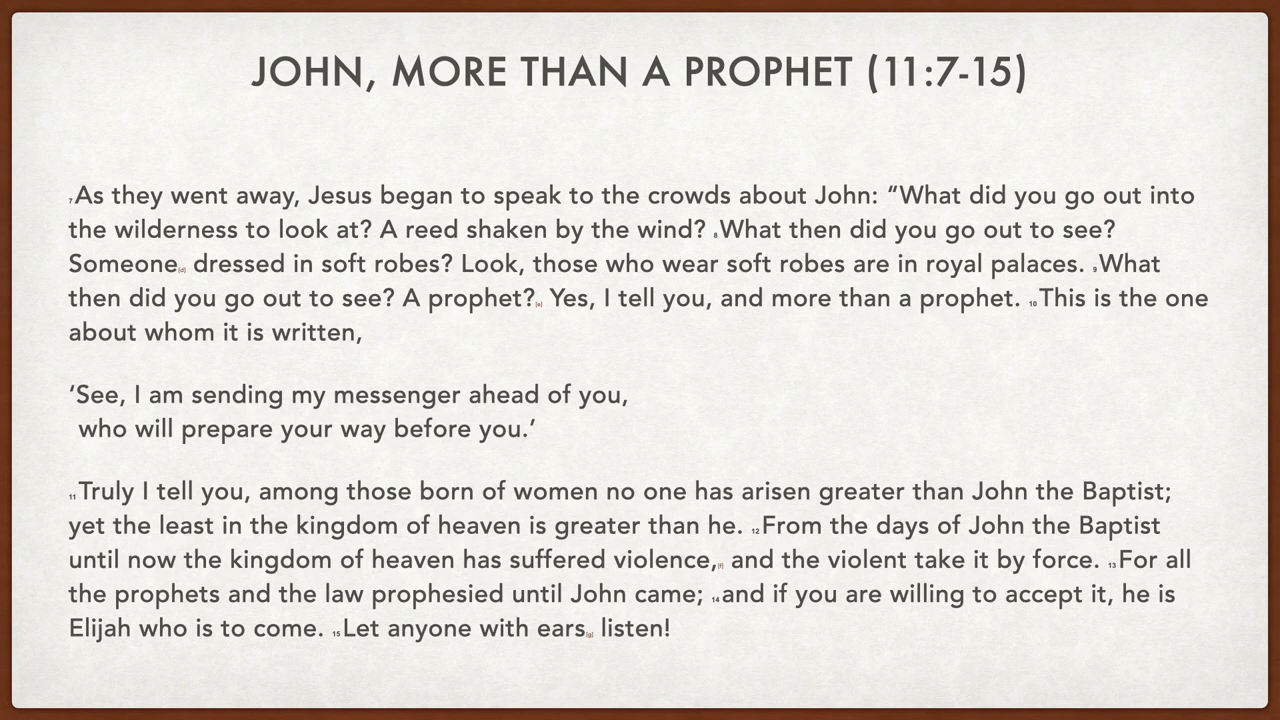 JOHN, MORE THAN A PROPHET (11:7-15)
7As they went away, Jesus began to speak to the crowds about John: “What did you go out into
the wilderness to look at? A reed shaken by the wind? 8What then did you go out to see?
Someone[d] dressed in soft robes? Look, those who wear soft robes are in royal palaces. 9What
then did you go out to see? A prophet?[e] Yes, I tell you, and more than a prophet. 10This is the one
about whom it is written,
‘See, I am sending my messenger ahead of you,
who will prepare your way before you.’
11Truly I tell you, among those born of women no one has arisen greater than John the Baptist;
yet the least in the kingdom of heaven is greater than he. 12From the days of John the Baptist
until now the kingdom of heaven has suffered violence,[f] and the violent take it by force. 13For all
the prophets and the law prophesied until John came; 14and if you are willing to accept it, he is
Elijah who is to come. 15Let anyone with ears[g] listen!